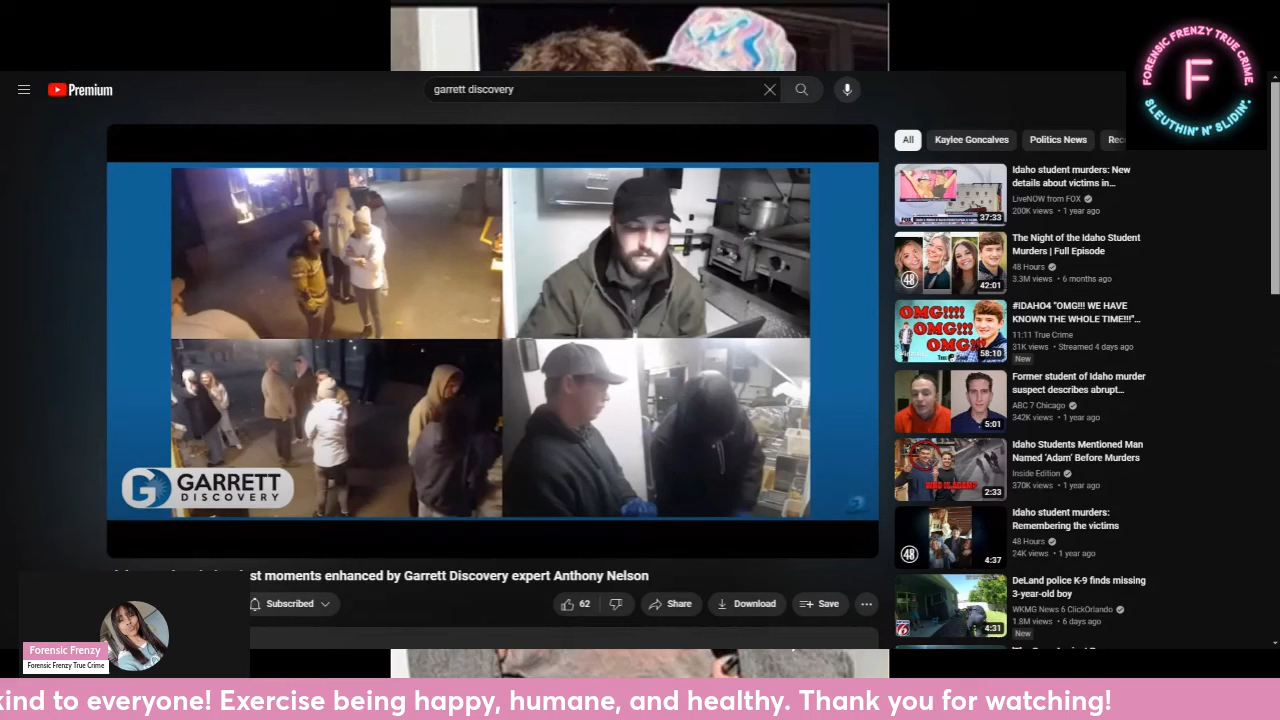 Premium
garrett discovery
FORENSIC FRENZY TRUE CRIME.
F
SLEUTHIN' N' SLIDIN'.
All
Kaylee Goncalves
Politics News
GARRETT
DISCOVERY
37:33
Idaho student murders: New
details about victims in…
LiveNOW from FOX
200K views • 1 year ago
48
42:01
The Night of the Idaho Student
Murders | Full Episode
48 Hours
3.3M views • 6 months ago
OMG!!!!
OMG!!!
OMG!!
58:10
#IDAHO4 "OMG!!! WE HAVE
KNOWN THE WHOLE TIME!!!"…
11:11 True Crime
31K views • Streamed 4 days ago
New
5:01
Former student of Idaho murder
suspect describes abrupt…
ABC 7 Chicago
342K views • 1 year ago
WHO IS ADAM?
2:33
Idaho Students Mentioned Man
Named 'Adam' Before Murders
Inside Edition
370K views • 1 year ago
48
4:37
Idaho student murders:
Remembering the victims
48 Hours
24K views • 1 year ago
4:31
DeLand police K-9 finds missing
3-year-old boy
WKMG News 6 ClickOrlando
1.8M views • 6 days ago
New
st moments enhanced by Garrett Discovery expert Anthony Nelson
Subscribed
62
Share
Download
Save
Forensic Frenzy
Forensic Frenzy True Crime
kind to everyone! Exercise being happy, humane, and healthy. Thank you for watching!